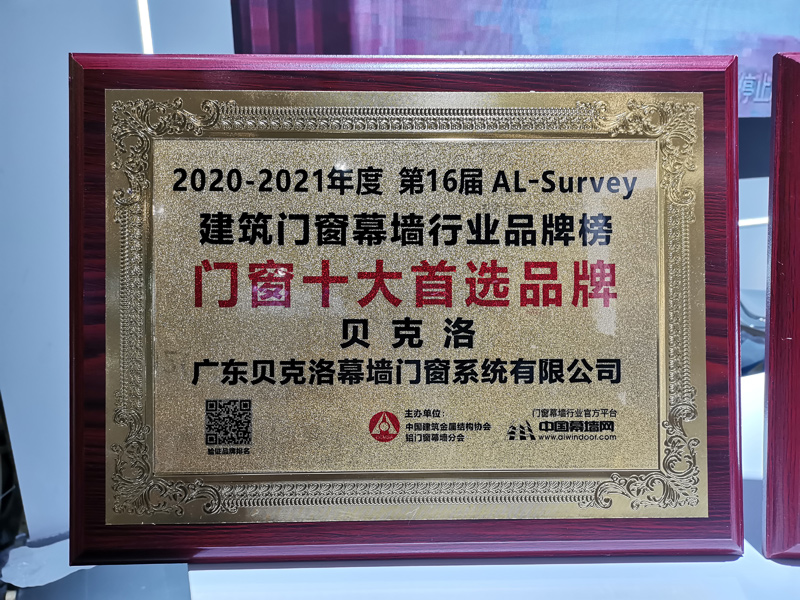 停止
2020-2021年度 第16届 AL-Survey
建筑门窗幕墙行业品牌榜
门窗十大首选品牌
贝克洛
广东贝克洛幕墙门窗系统有限公司
验证品牌排名
主办单位：
中国建筑金属结构协会
铝门窗幕墙分会
门窗幕墙行业官方平台
中国幕墙网
www.alwindoor.com